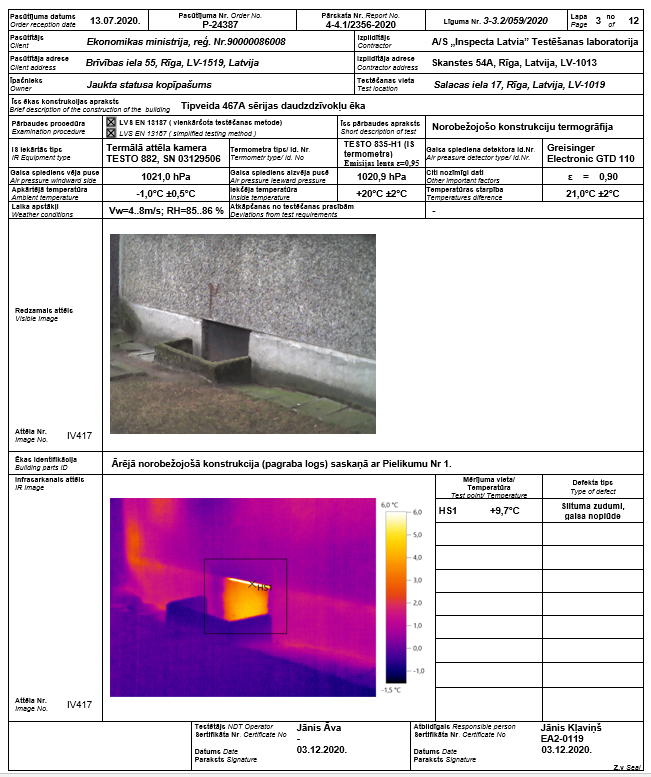 Pasūtījuma datums
Order reception date
13.07.2020.
Pasūtījuma Nr. Order No.
P-24387
Pārskata Nr. Report No.
4-4.1/2356-2020
Līguma Nr. 3-3.2/059/2020
Lapa 3 no 12
Page of
Pasūtītājs
Client
Ekonomikas ministrija, reģ. Nr.90000086008
Izpildītājs
Contractor
A/S „Inspecta Latvia" Testēšanas laboratorija
Pasūtītāja adrese
Client address
Brīvības iela 55, Rīga, LV-1519, Latvija
Izpildītāja adrese
Contractor address
Skanstes 54A, Rīga, Latvija, LV-1013
Īpašnieks
Owner
Jaukta statusa kopīpašums
Testēšanas vieta
Test location
Salacas iela 17, Rīga, Latvija, LV-1019
Īss ēkas konstrukcijas apraksts
Brief description of the construction of the building
Tipveida 467A sērijas daudzdzīvokļu ēka
Pārbaudes procedūra
Examination procedure
LVS EN 13187 ( vienkāršota testēšanas metode)
LVS EN 13187 ( simplified testing method )
Īss pārbaudes apraksts
Short description of test
Norobežojošo konstrukciju termogrāfija
IS iekārtās tips
IR Equipment type
Termālā attēla kamera
TESTO 882, SN 03129506
Termometra tips/ Id. Nr.
Termometr type/ Id. No
TESTO 835-H1 (IS
termometrs)
Emisijas lenta ε=0,95
Gaisa spiediena detektora Id.Nr.
Air preasure detector type/ Id.Nr.
Greisinger
Electronic GTD 110
Gaisa spiediens vēja puse
Air pressure windward side
1021,0 hPa
Gaisa spiediens aizvēja pusē
Air pressure leeward pressure
1020,9 hPa
Citi nozīmīgi dati
Other important factors
ε = 0,90
Apkārtējā temperatūra
Ambient temperature
-1,0°C ±0,5°C
Iekšēja temperatūra
Inside temperature
+20°C ±2°C
Temperatūras starpība
Temperatures diference
21,0°C ±2°C
Laika apstākļi
Weather conditions
Vw=4..8m/s; RH=85..86 %
Atkāpšanas no testēšanas prasībām
Deviations from test requirements
-
Redzamais attēls
Visible Image
Attēla Nr.
Image No.
IV417
Ēkas identifikācija
Building parts ID
Ārējā norobežojošā konstrukcija (pagraba logs) saskaņā ar Pielikumu Nr 1.
Infrasarkanais attēls
IR Image
Mērījuma vieta/
Temperatūra
Test point/ Temperature
Defekta tips
Type of defect
HS1 +9,7°C
Siltuma zudumi,
gaisa noplūde
6,0 °C
6,0
5,0
4,0
3,0
2,0
1,0
0,0
-1,0
-1,5 °C
HS1
Attēla Nr.
Image No.
IV417
Testētājs NDT Operator
Jānis Āva
Sertifikāta Nr. Certificate No
-
Datums Date
03.12.2020.
Paraksts Signature
Atbildīgais Responsible person
Jānis Kļaviņš
Sertifikāta Nr. Certificate No
EA2-0119
Datums Date
03.12.2020.
Paraksts Signature
Z.v Seal